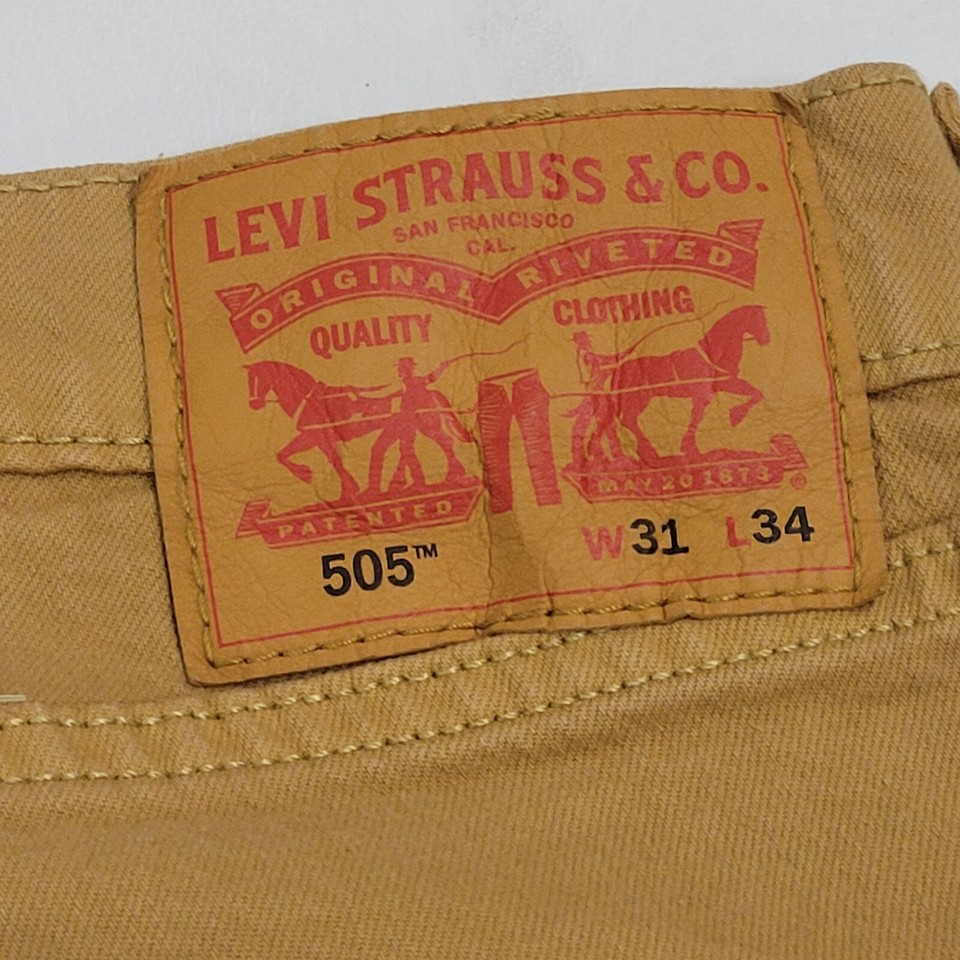 LEVI STRAUSS & CO.
SAN FRANCISCO
CAL.
ORIGINAL RIVETED
QUALITY CLOTHING
PATENTED MAY 20 1873 ®
505™ W31 L34